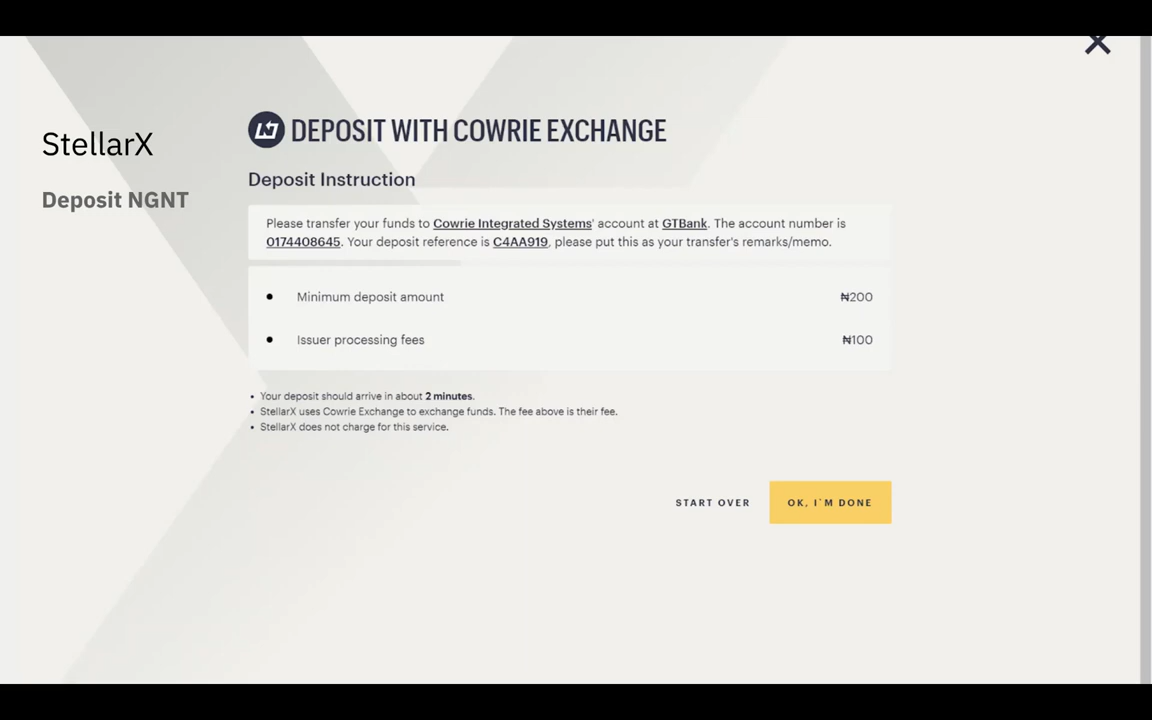 StellarX
Deposit NGNT
DEPOSIT WITH COWRIE EXCHANGE
Deposit Instruction
Please transfer your funds to Cowrie Integrated Systems' account at GTBank. The account number is
0174408645. Your deposit reference is C4AA919, please put this as your transfer's remarks/memo.
• Minimum deposit amount ₦200
• Issuer processing fees ₦100
• Your deposit should arrive in about 2 minutes.
• StellarX uses Cowrie Exchange to exchange funds. The fee above is their fee.
• StellarX does not charge for this service.
START OVER OK, I'M DONE